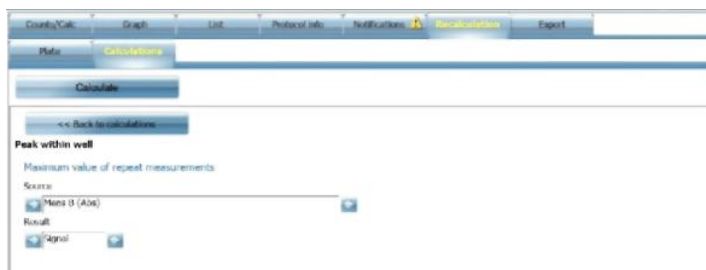 Counts/Calc Graph List Protocol info Notifications Recalculation Export
Plate Calculations
Calculate
<< Back to calculations
Peak within well
Maximum value of repeat measurements
Source
Meas B (Abs)
Result
Signal